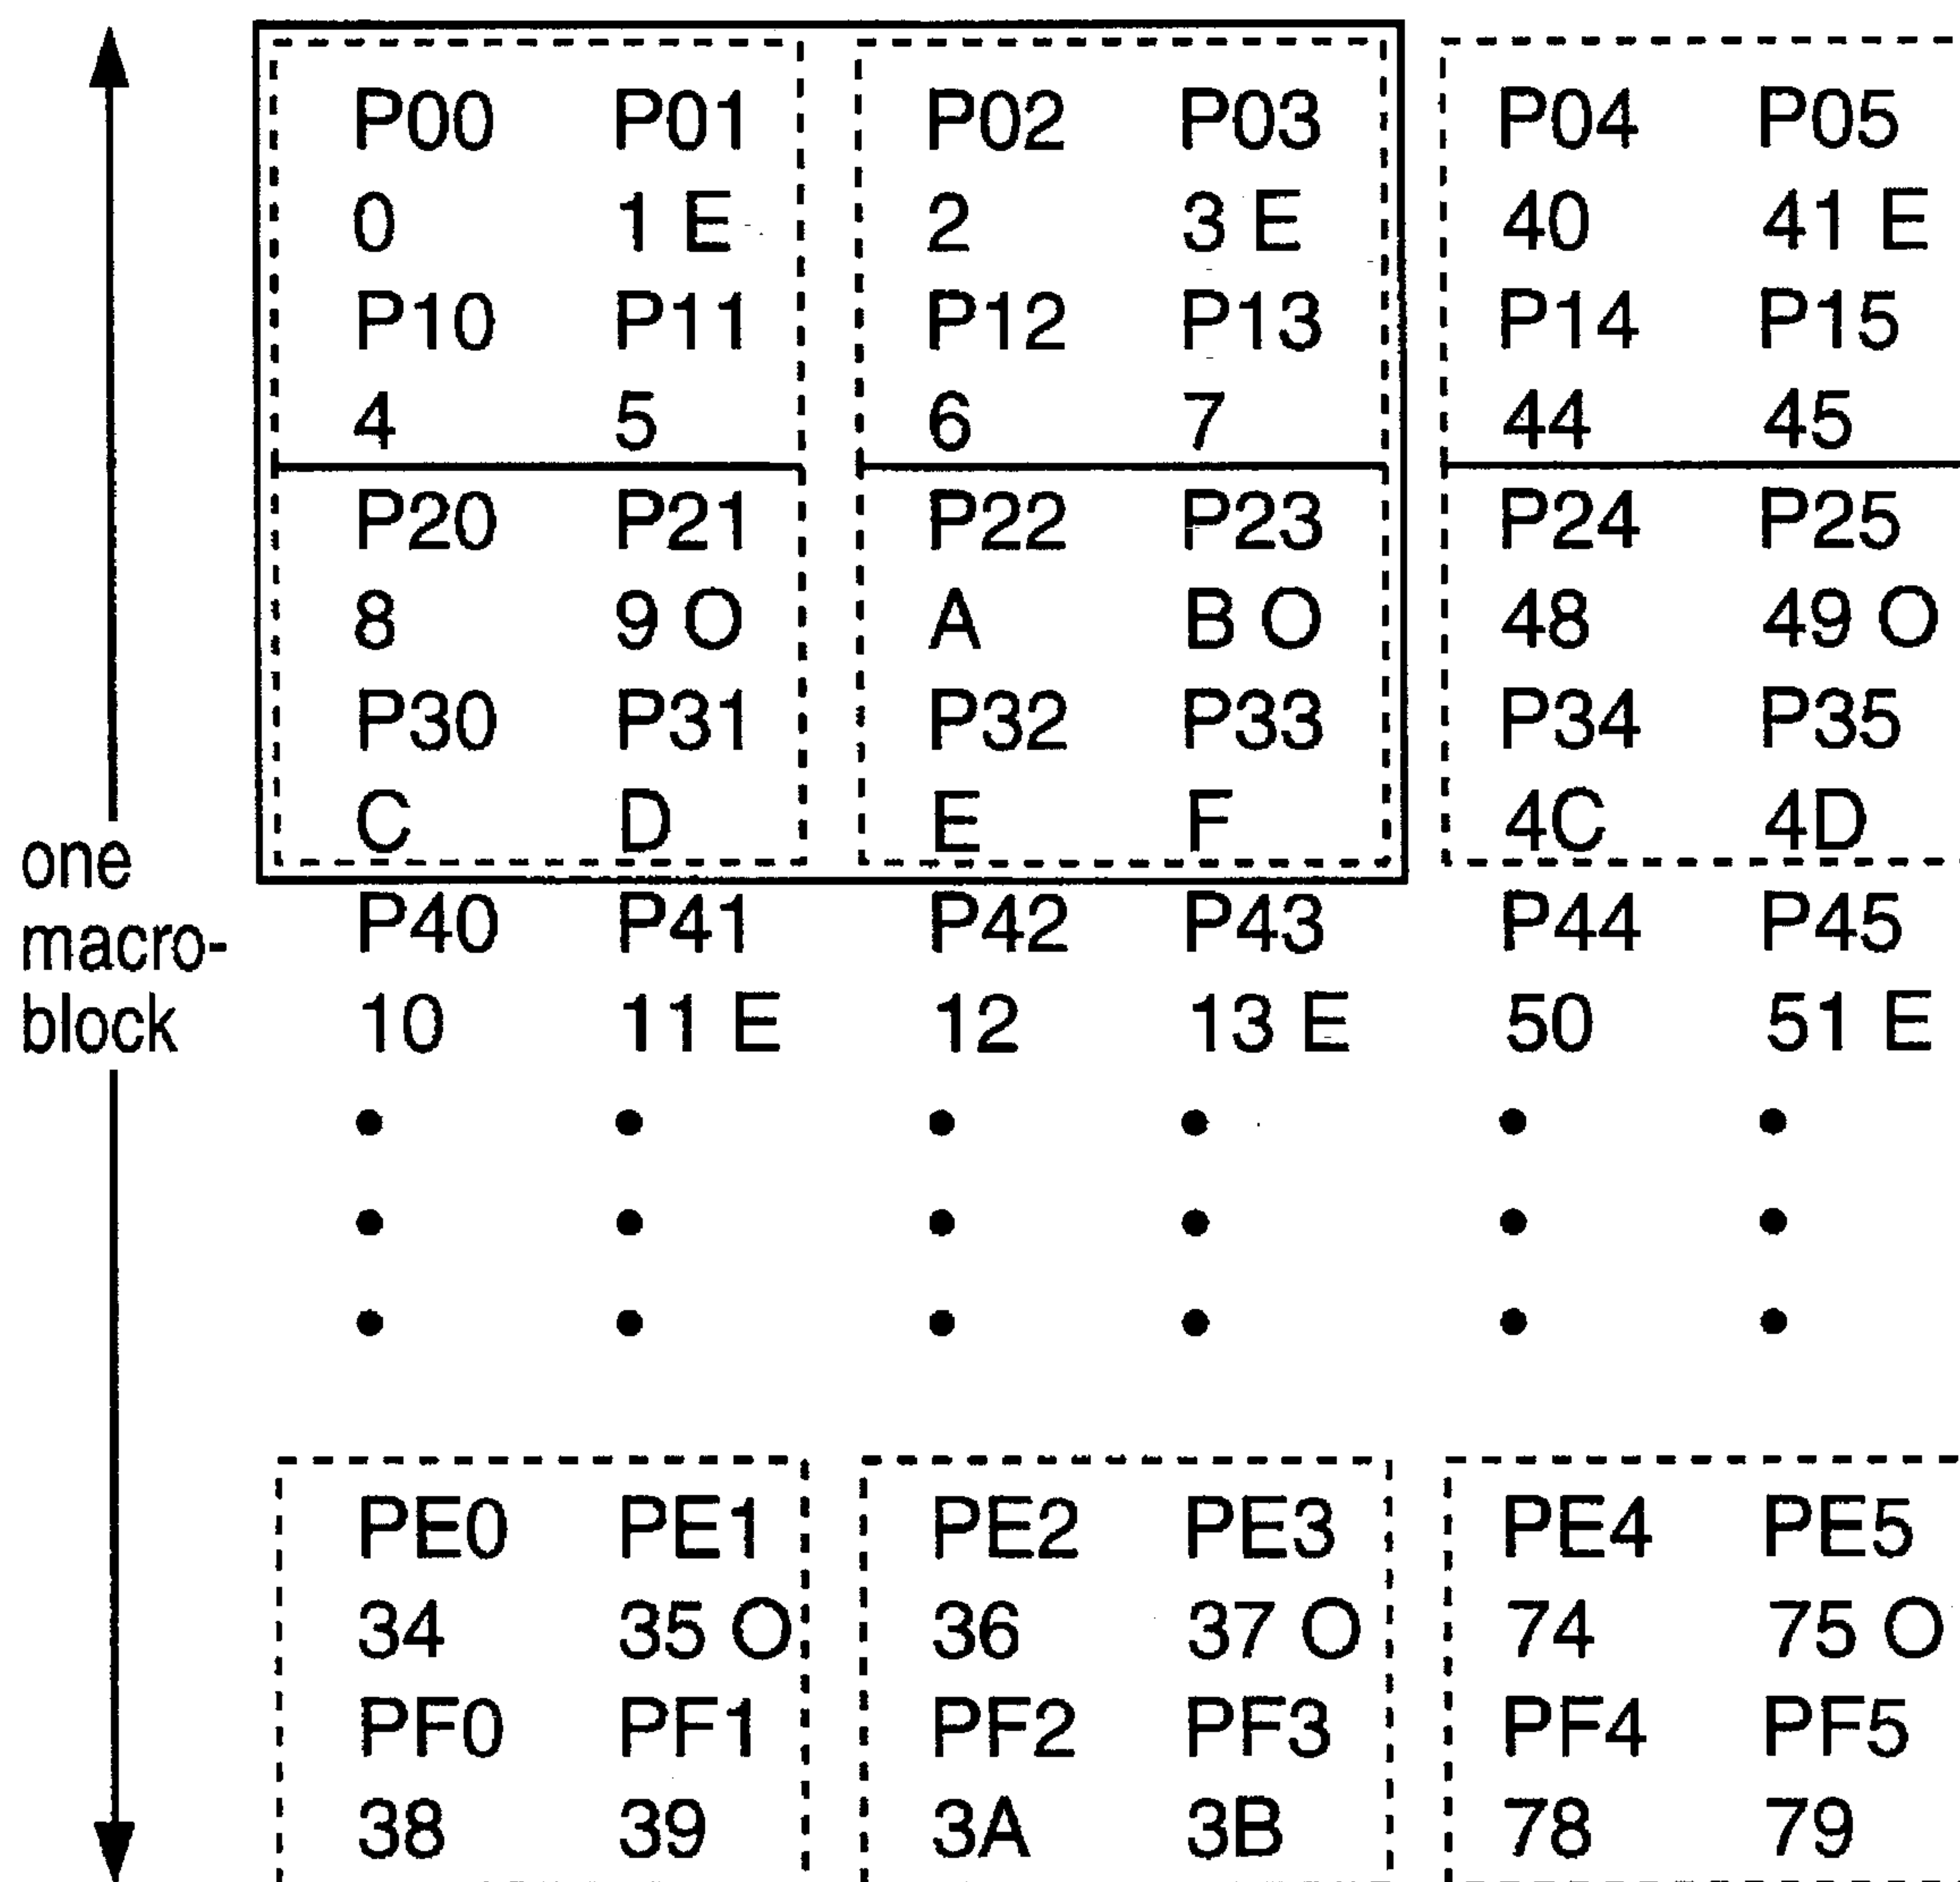 P00 P01 P02 P03 P04 P05
0 1 E 2 3 E 40 41 E
P10 P11 P12 P13 P14 P15
4 5 6 7 44 45
P20 P21 P22 P23 P24 P25
8 9 O A B O 48 49 O
P30 P31 P32 P33 P34 P35
C D E F 4C 4D
one
macro-
block
P40 P41 P42 P43 P44 P45
10 11 E 12 13 E 50 51 E
PE0 PE1 PE2 PE3 PE4 PE5
34 35 O 36 37 O 74 75 O
PF0 PF1 PF2 PF3 PF4 PF5
38 39 3A 3B 78 79